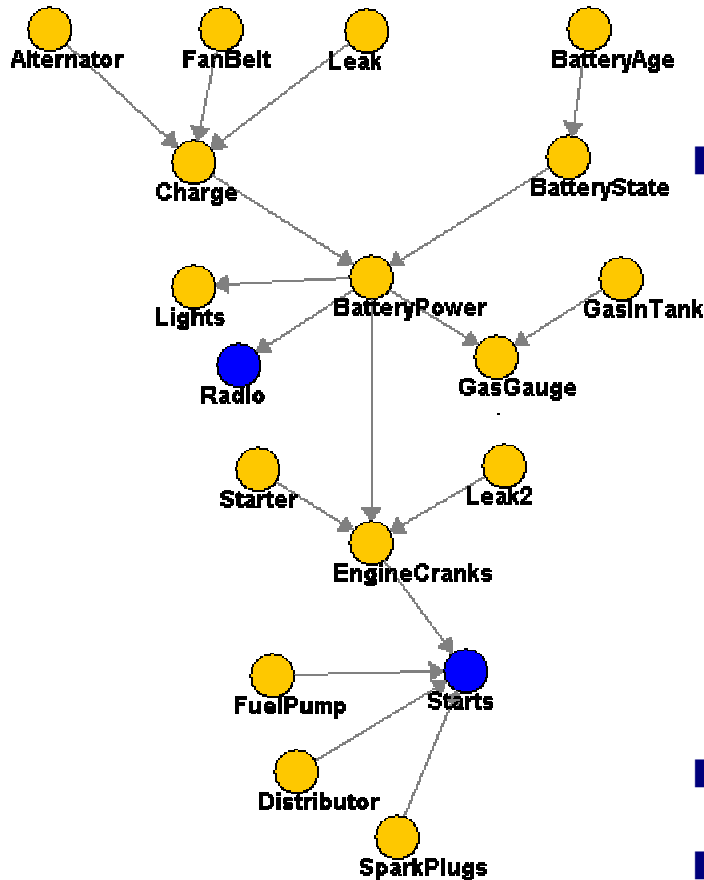 Alternator
FanBelt
Leak
BatteryAge
Charge
BatteryState
Lights
BatteryPower
GasInTank
Radio
GasGauge
Starter
Leak2
EngineCranks
FuelPump
Starts
Distributor
SparkPlugs